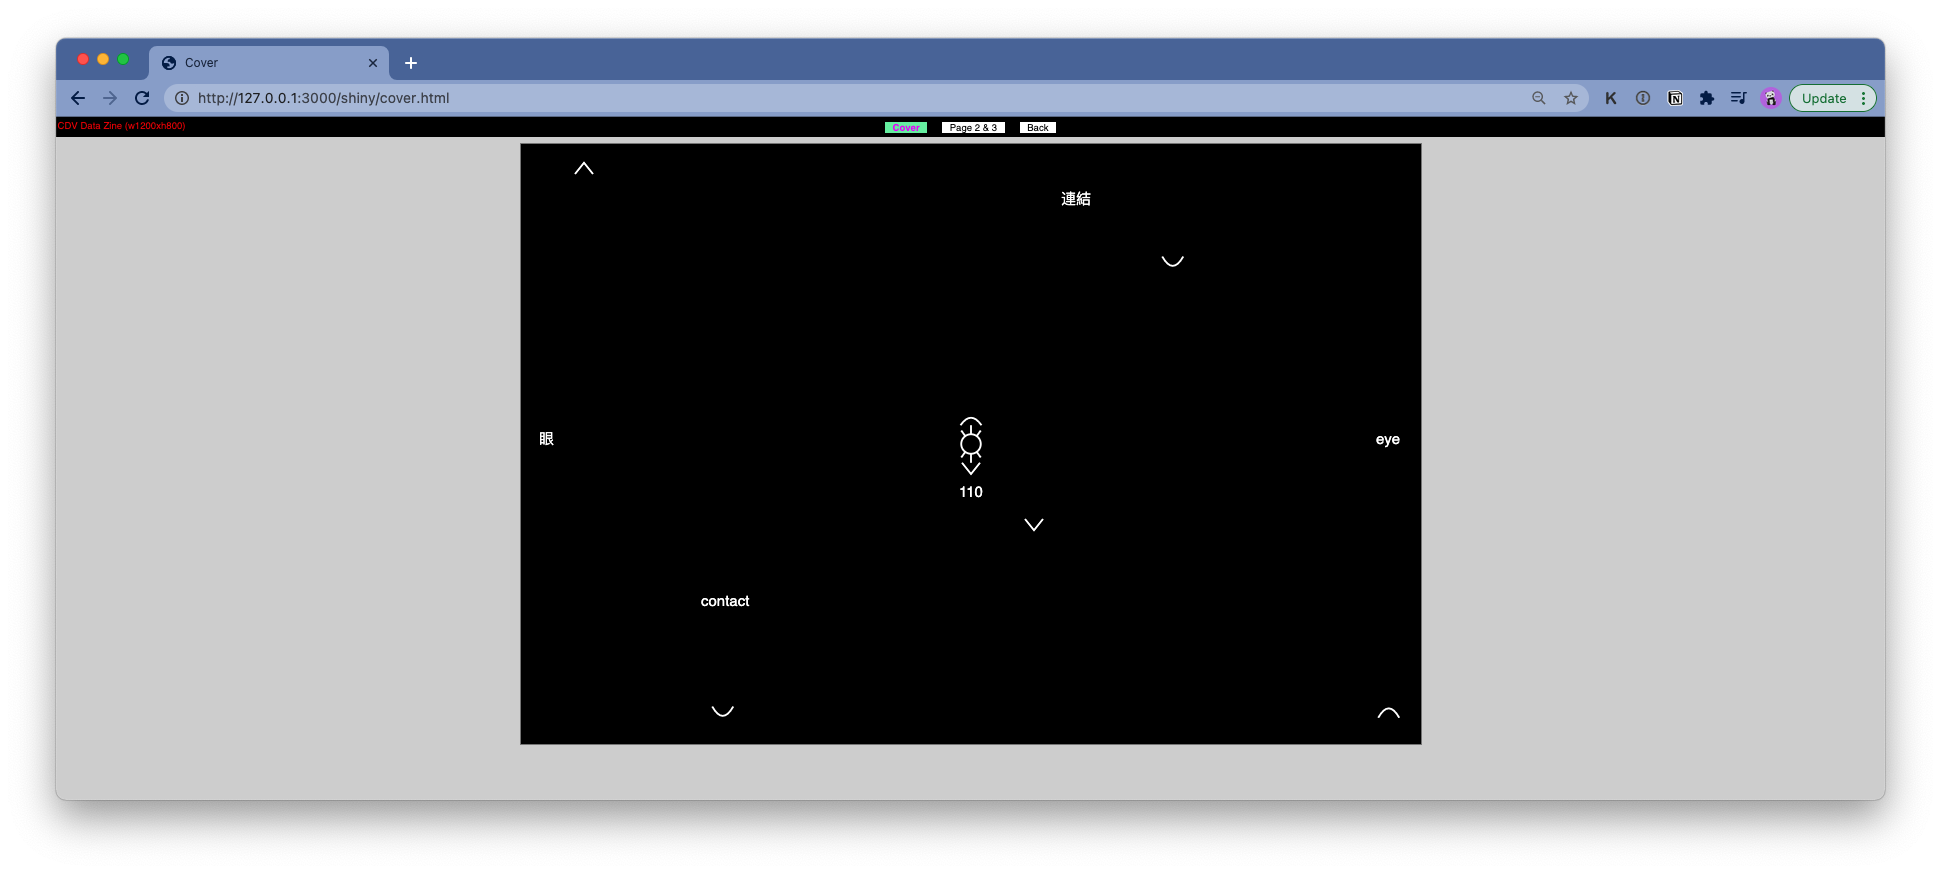 Cover
http://127.0.0.1:3000/shiny/cover.html
Update
CDV Data Zine (w1200xh800)
Cover
Page 2 & 3
Back
連結
眼
eye
110
contact